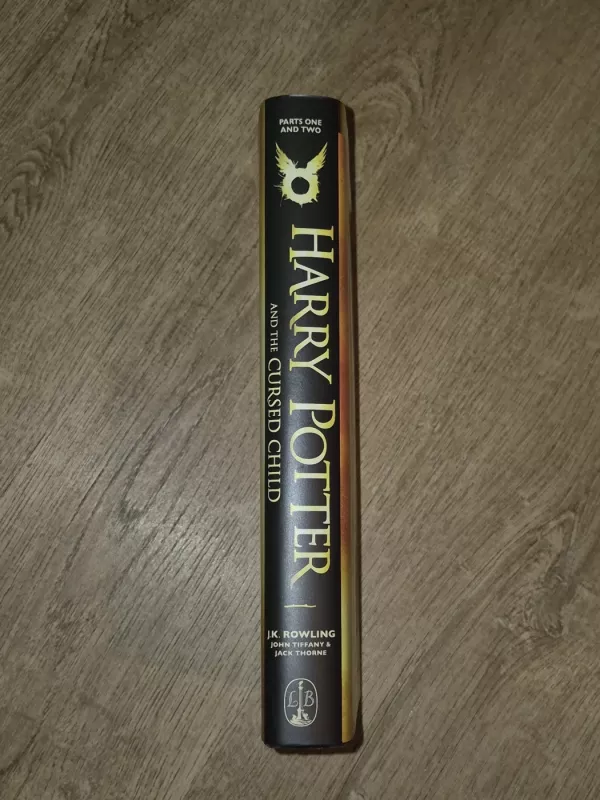 PARTS ONE
AND TWO
HARRY POTTER
AND THE CURSED CHILD
J.K. ROWLING
JOHN TIFFANY &
JACK THORNE
L B